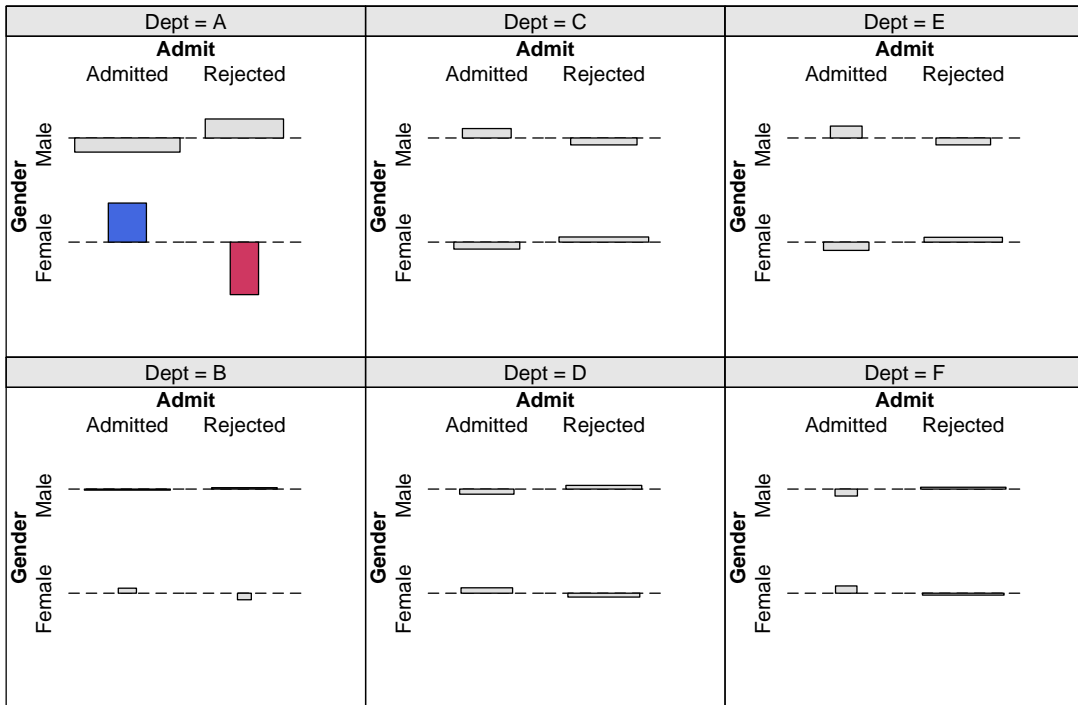 Dept = A
Admit
Admitted Rejected
Gender
Male
Female
Dept = C
Admit
Admitted Rejected
Gender
Male
Female
Dept = E
Admit
Admitted Rejected
Gender
Male
Female
Dept = B
Admit
Admitted Rejected
Gender
Male
Female
Dept = D
Admit
Admitted Rejected
Gender
Male
Female
Dept = F
Admit
Admitted Rejected
Gender
Male
Female